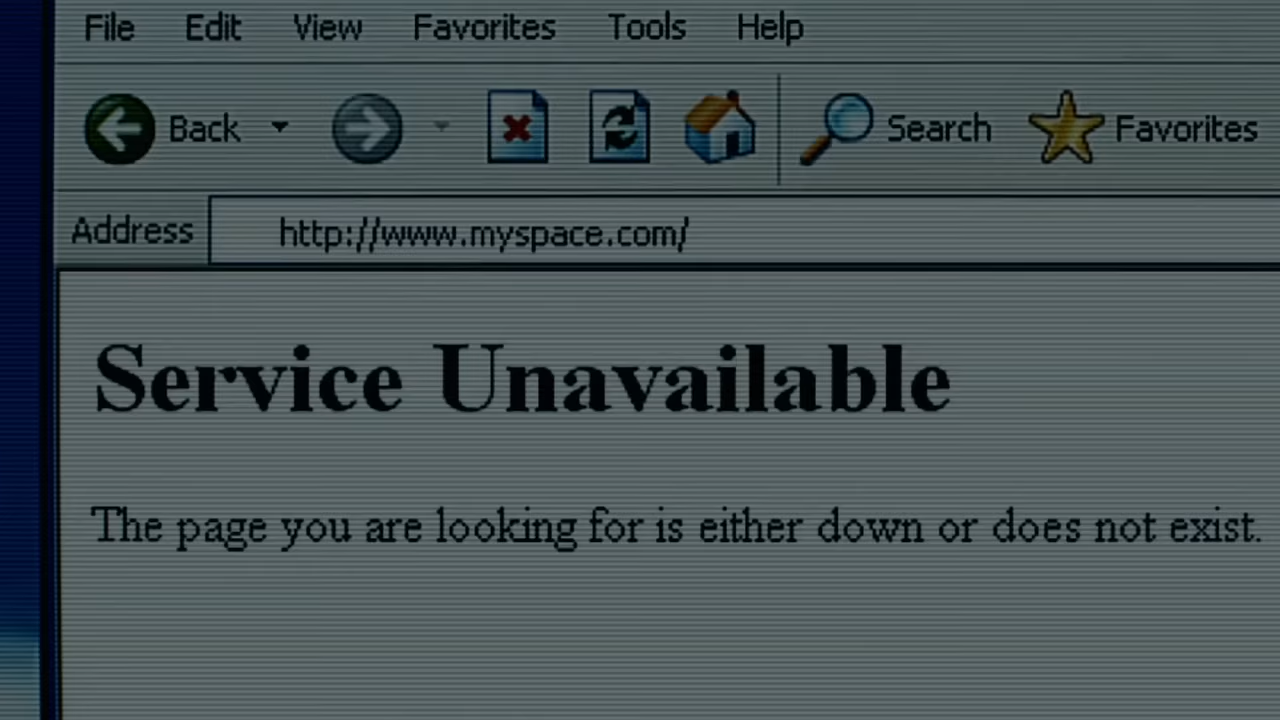 File Edit View Favorites Tools Help
Back Search Favorites
Address http://www.myspace.com/
Service Unavailable
The page you are looking for is either down or does not exist.